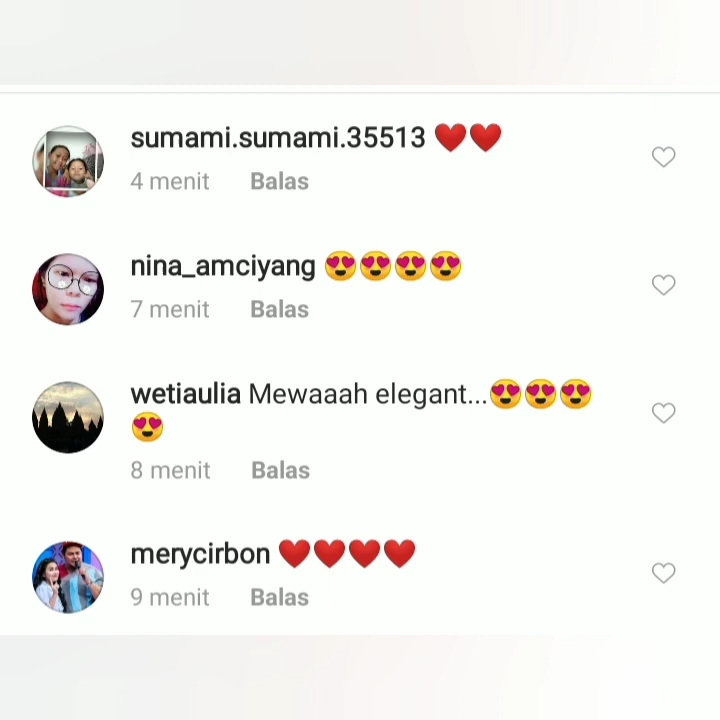 sumami.sumami.35513 ❤️❤️
4 menit Balas
nina_amciyang 😍😍😍😍
7 menit Balas
wetiaulia Mewaaah elegant...😍😍😍
😍
8 menit Balas
merycirbon ❤️❤️❤️❤️
9 menit Balas